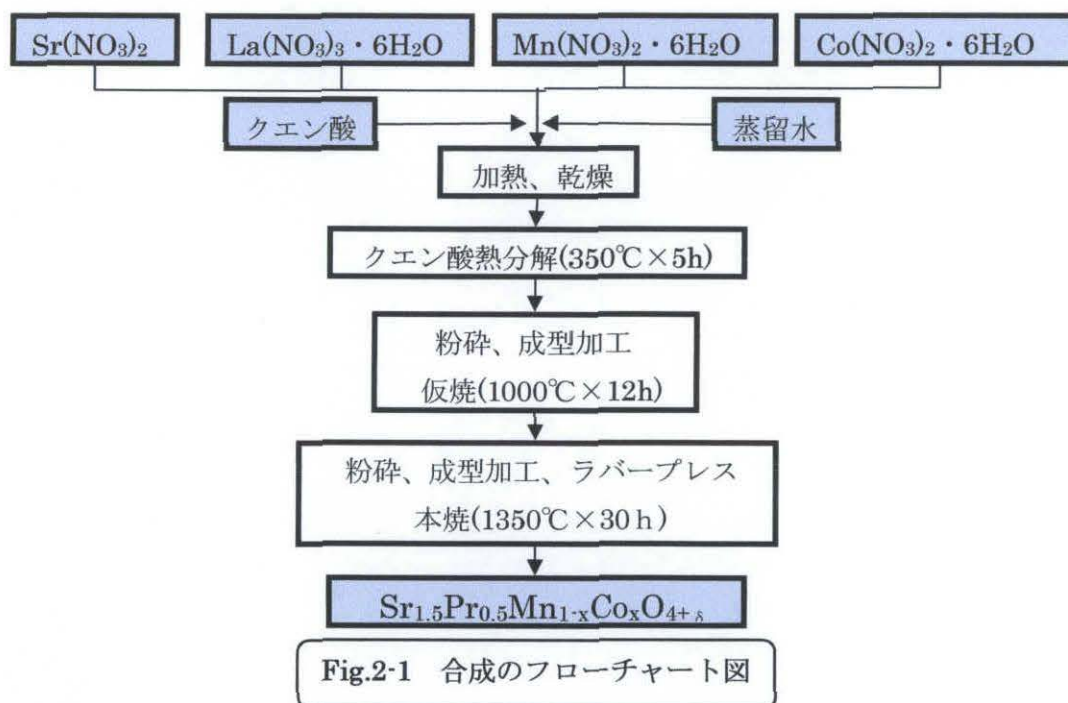 Sr(NO₃)₂ La(NO₃)₃・6H₂O Mn(NO₃)₂・6H₂O Co(NO₃)₂・6H₂O
クエン酸 蒸留水
加熱、乾燥
クエン酸熱分解(350℃×5h)
粉砕、成型加工
仮焼(1000℃×12h)
粉砕、成型加工、ラバープレス
本焼(1350℃×30ｈ)
Sr₁.₅Pr₀.₅Mn₁₋ₓCoₓO₄₊δ
Fig.2-1 合成のフローチャート図